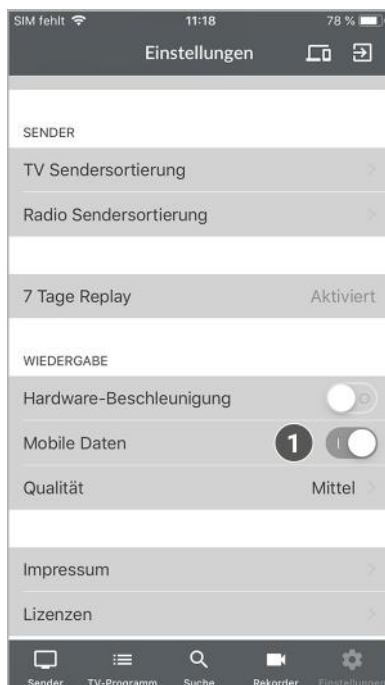 SIM fehlt 11:18 78 %
Einstellungen
SENDER
TV Sendersortierung
Radio Sendersortierung
7 Tage Replay Aktiviert
WIEDERGABE
Hardware-Beschleunigung
Mobile Daten 1
Qualität Mittel
Impressum
Lizenzen
Sender TV-Programm Suche Rekorder Einstellungen